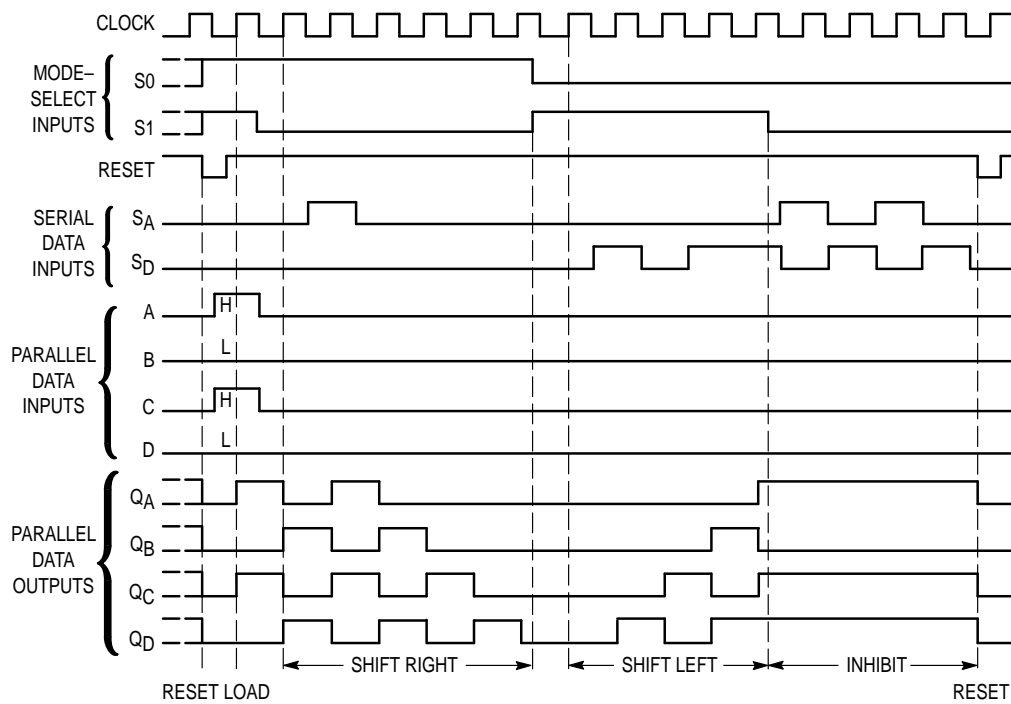 CLOCK
MODE–
SELECT
INPUTS
S0
S1
RESET
SERIAL
DATA
INPUTS
SA
SD
PARALLEL
DATA
INPUTS
A
H
B
L
C
H
D
L
PARALLEL
DATA
OUTPUTS
QA
QB
QC
QD
SHIFT RIGHT
SHIFT LEFT
INHIBIT
RESET LOAD
RESET